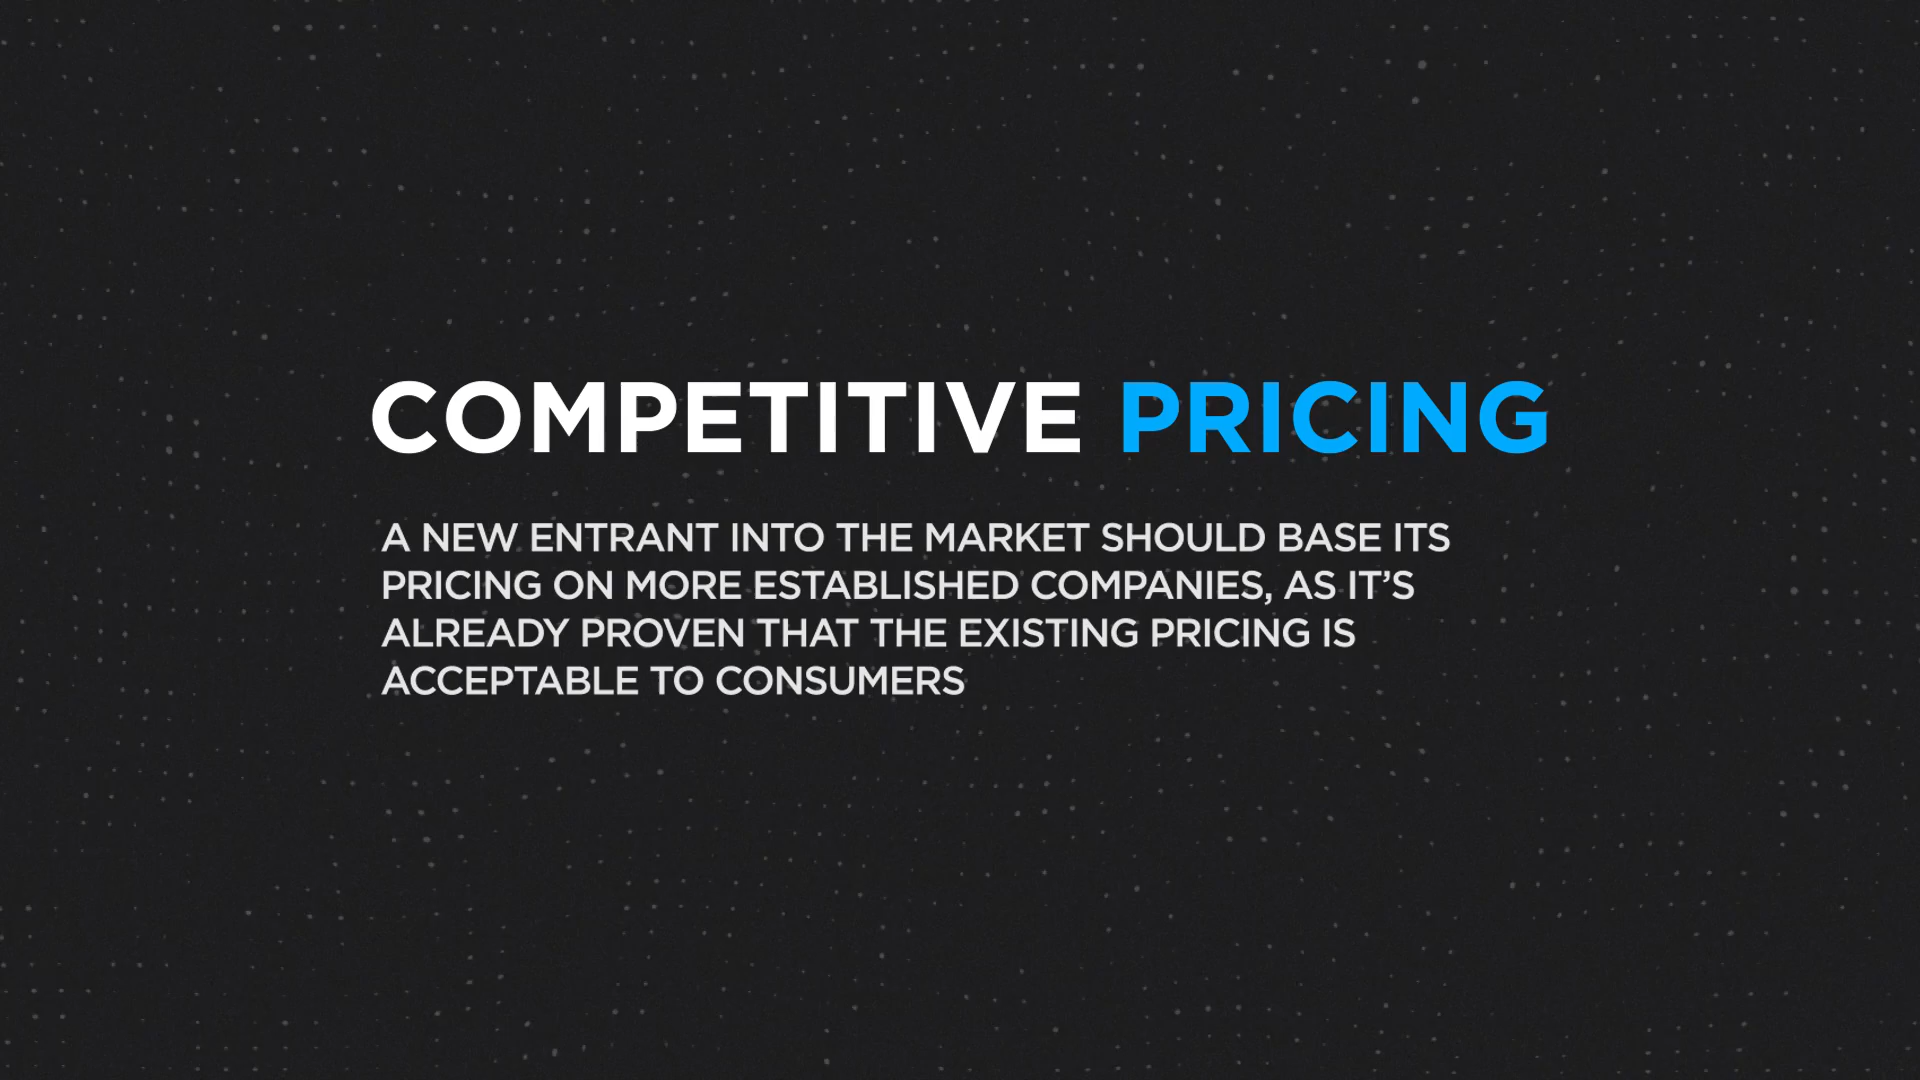 COMPETITIVE PRICING
A NEW ENTRANT INTO THE MARKET SHOULD BASE ITS
PRICING ON MORE ESTABLISHED COMPANIES, AS IT’S
ALREADY PROVEN THAT THE EXISTING PRICING IS
ACCEPTABLE TO CONSUMERS